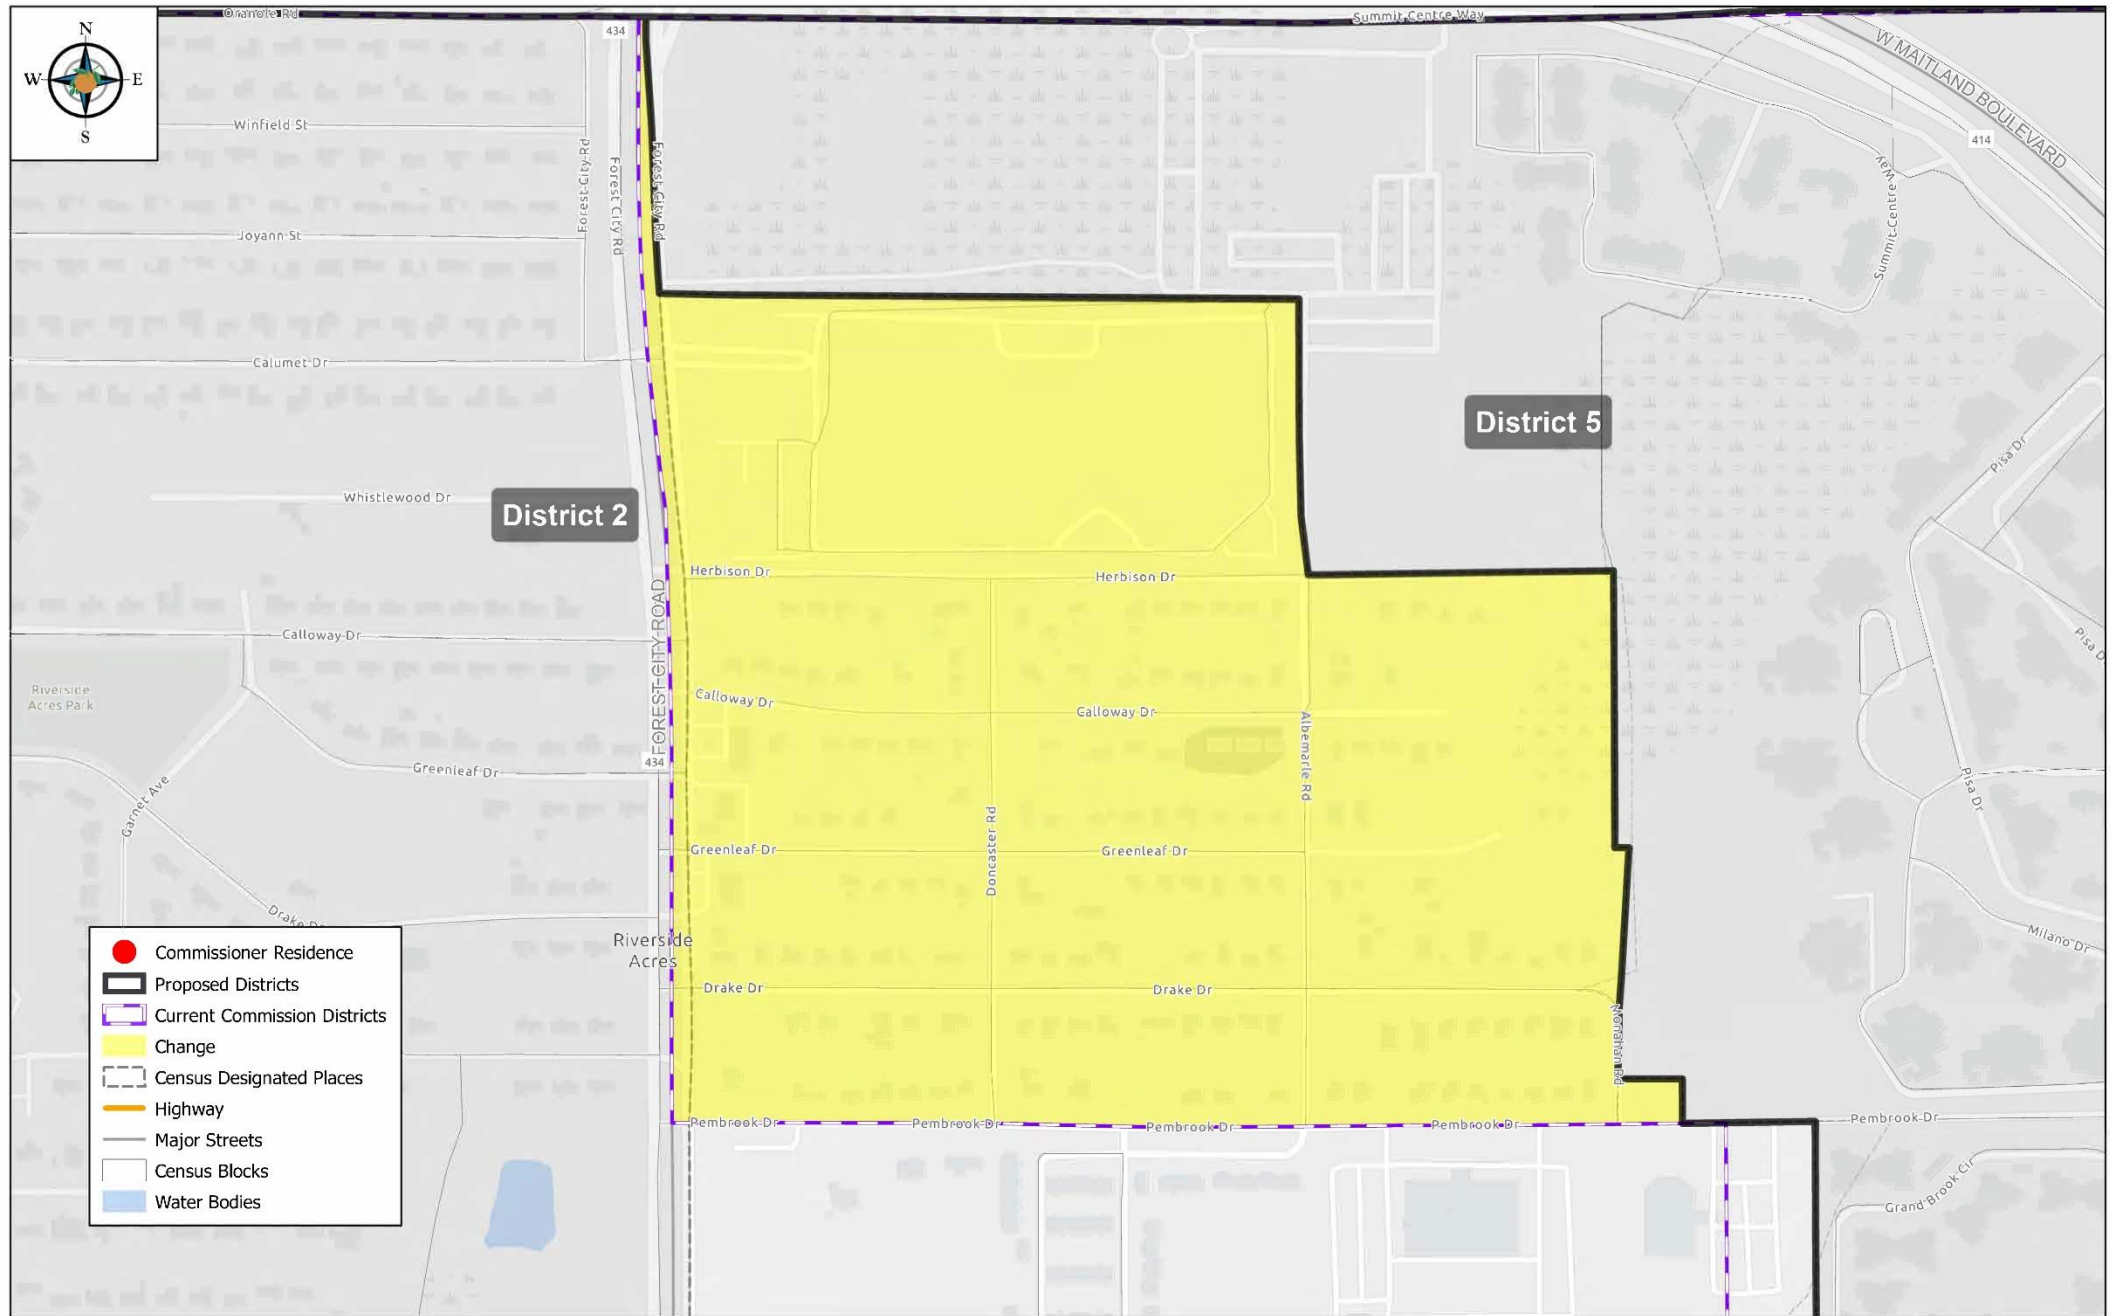 Oranole Rd
434
Summit Centre Way
N
W
E
S
W MAITLAND BOULEVARD
414
Winfield St
Forest City Rd
Forest City Rd
Forest City Rd
Summit Centre Way
Joyann St
Calumet Dr
District 5
Pisa Dr
Whistlewood Dr
District 2
Herbison Dr
Herbison Dr
FOREST CITY ROAD
Calloway Dr
Pisa D
Riverside
Acres Park
Calloway Dr
Calloway Dr
Albemarle Rd
434
Greenleaf Dr
Pisa Dr
Garnet Ave
Doncaster Rd
Greenleaf Dr
Greenleaf Dr
Drake Dr
Riverside
Acres
Milano Dr
Drake Dr
Drake Dr
Monahan Rd
Commissioner Residence
Proposed Districts
Current Commission Districts
Change
Census Designated Places
Highway
Major Streets
Census Blocks
Water Bodies
Pembrook Dr
Pembrook Dr
Pembrook Dr
Pembrook Dr
Pembrook Dr
Grand Brook Cir